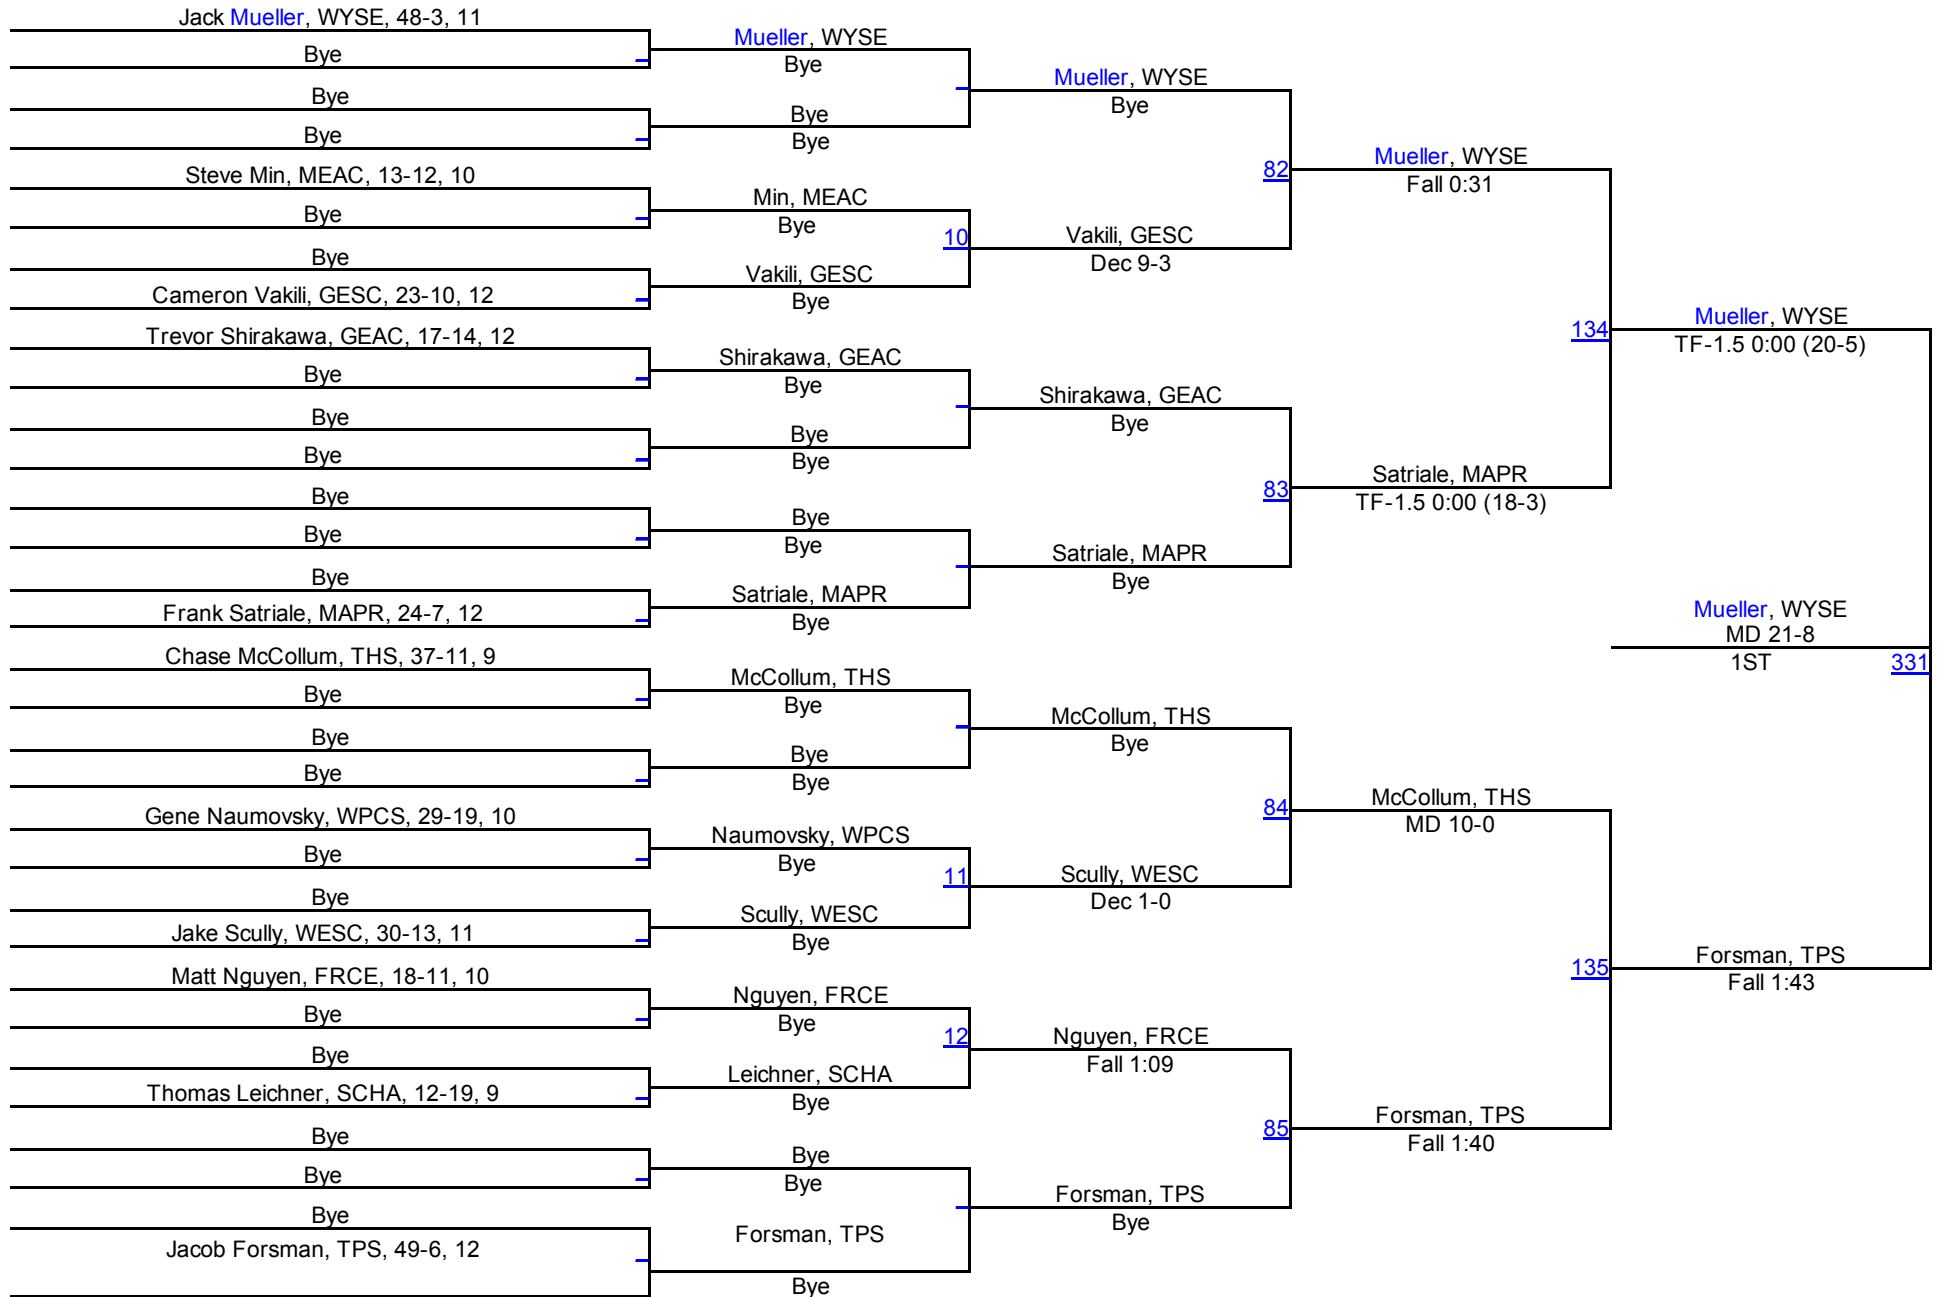 Jack Mueller, WYSE, 48-3, 11
Bye
Bye
Bye
Steve Min, MEAC, 13-12, 10
Bye
Bye
Cameron Vakili, GESC, 23-10, 12
Trevor Shirakawa, GEAC, 17-14, 12
Bye
Bye
Bye
Bye
Bye
Bye
Frank Satriale, MAPR, 24-7, 12
Chase McCollum, THS, 37-11, 9
Bye
Bye
Bye
Gene Naumovsky, WPCS, 29-19, 10
Bye
Bye
Jake Scully, WESC, 30-13, 11
Matt Nguyen, FRCE, 18-11, 10
Bye
Bye
Thomas Leichner, SCHA, 12-19, 9
Bye
Bye
Bye
Jacob Forsman, TPS, 49-6, 12
Mueller, WYSE
Bye
Bye
Bye
Min, MEAC
Bye
10
Vakili, GESC
Bye
Shirakawa, GEAC
Bye
Bye
Bye
Bye
Bye
Satriale, MAPR
Bye
McCollum, THS
Bye
Bye
Bye
Naumovsky, WPCS
Bye
11
Scully, WESC
Bye
Nguyen, FRCE
Bye
12
Leichner, SCHA
Bye
Bye
Bye
Forsman, TPS
Bye
Mueller, WYSE
Bye
82
Vakili, GESC
Dec 9-3
Shirakawa, GEAC
Bye
83
Satriale, MAPR
Bye
McCollum, THS
Bye
84
Scully, WESC
Dec 1-0
Nguyen, FRCE
Fall 1:09
85
Forsman, TPS
Bye
Mueller, WYSE
Fall 0:31
134
Satriale, MAPR
TF-1.5 0:00 (18-3)
McCollum, THS
MD 10-0
135
Forsman, TPS
Fall 1:40
Mueller, WYSE
TF-1.5 0:00 (20-5)
Mueller, WYSE
MD 21-8
1ST
331
Forsman, TPS
Fall 1:43